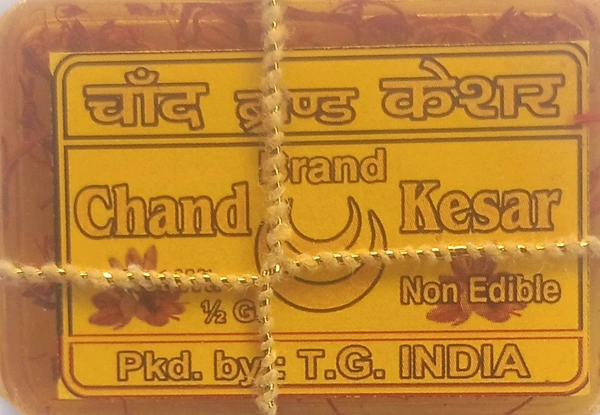 चाँद ब्राण्ड केशर
Brand
Chand Kesar
½ G
Non Edible
Pkd. by: T.G. INDIA